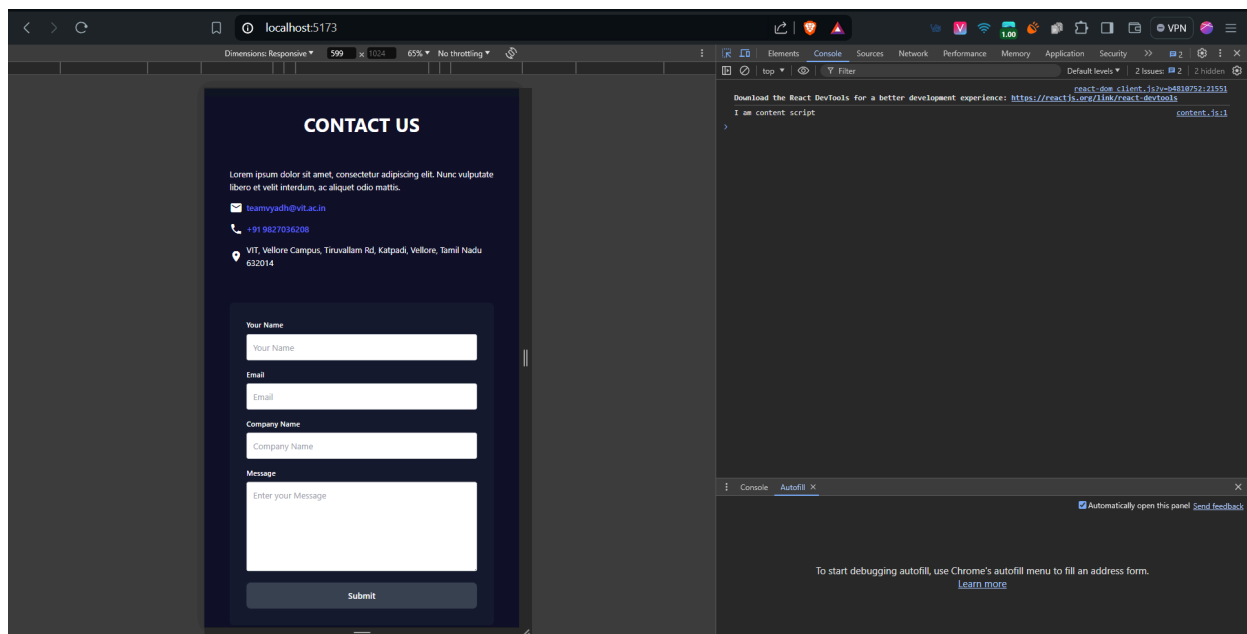 localhost:5173
1.00
VPN
Dimensions: Responsive
599 × 1024
65%
No throttling
Elements Console Sources Network Performance Memory Application Security >> 2
top
Filter
Default levels
2 Issues: 2
2 hidden
react-dom_client.js?v=b4810752:21551
Download the React DevTools for a better development experience: https://reactjs.org/link/react-devtools
I am content script
content.js:1
CONTACT US
Lorem ipsum dolor sit amet, consectetur adipiscing elit. Nunc vulputate
libero et velit interdum, ac aliquet odio mattis.
teamvyadh@vit.ac.in
+91 9827036208
VIT, Vellore Campus, Tiruvallam Rd, Katpadi, Vellore, Tamil Nadu
632014
Your Name
Your Name
Email
Email
Company Name
Company Name
Message
Enter your Message
Submit
Console Autofill
Automatically open this panel Send feedback
To start debugging autofill, use Chrome's autofill menu to fill an address form.
Learn more